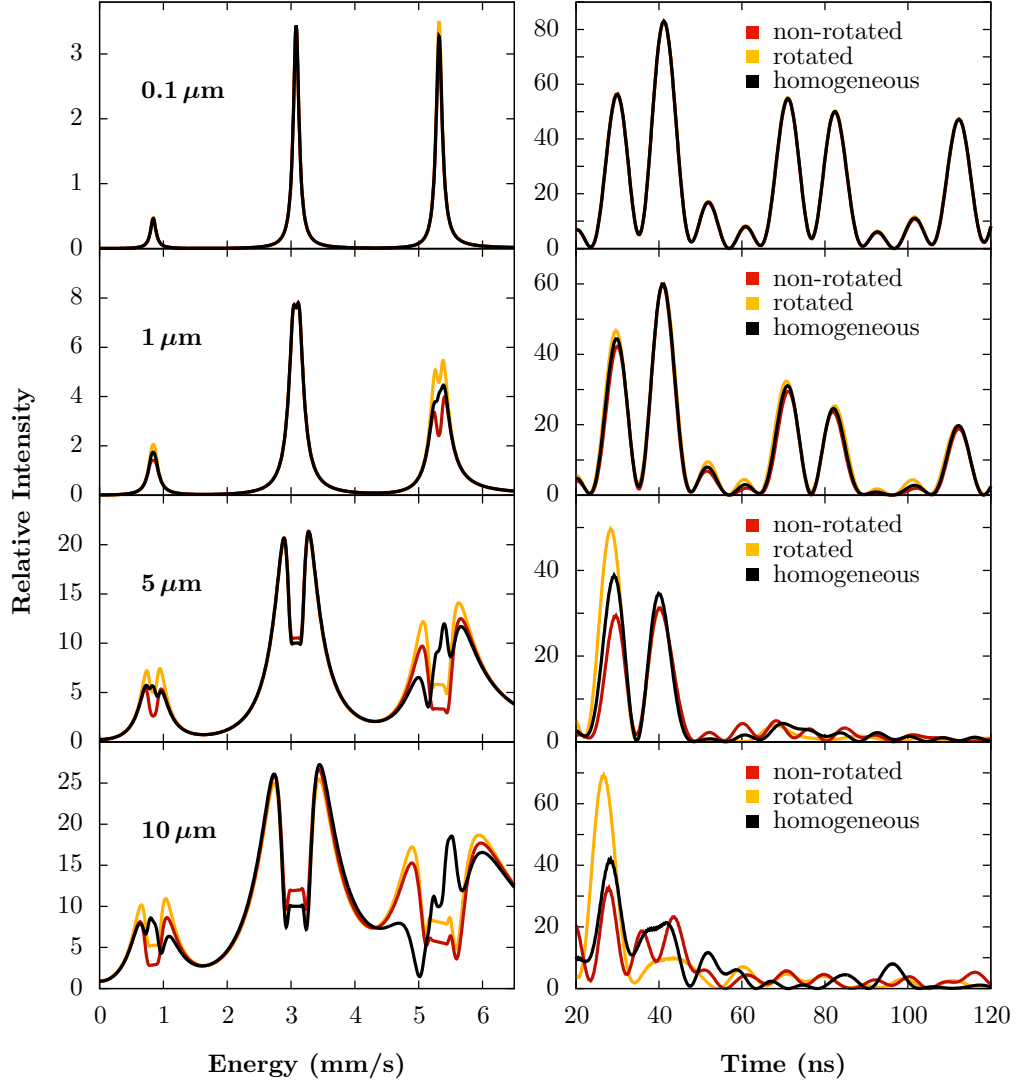 Relative Intensity
3
2
1
0
0.1 μm
80
60
40
20
0
non-rotated
rotated
homogeneous
8
6
4
2
0
1 μm
60
40
20
0
non-rotated
rotated
homogeneous
20
15
10
5
0
5 μm
40
20
0
non-rotated
rotated
homogeneous
25
20
15
10
5
0
10 μm
60
40
20
0
non-rotated
rotated
homogeneous
0 1 2 3 4 5 6
20 40 60 80 100 120
Energy (mm/s)
Time (ns)